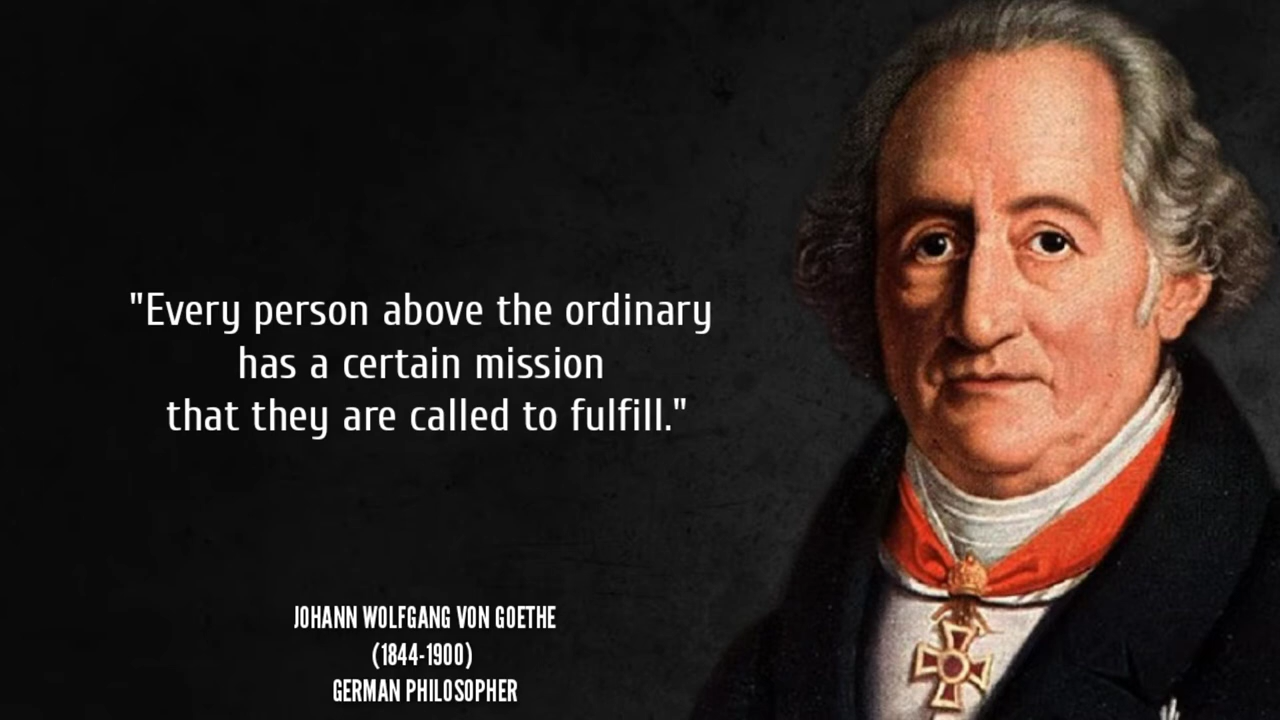 "Every person above the ordinary
has a certain mission
that they are called to fulfill."
JOHANN WOLFGANG VON GOETHE
(1844-1900)
GERMAN PHILOSOPHER